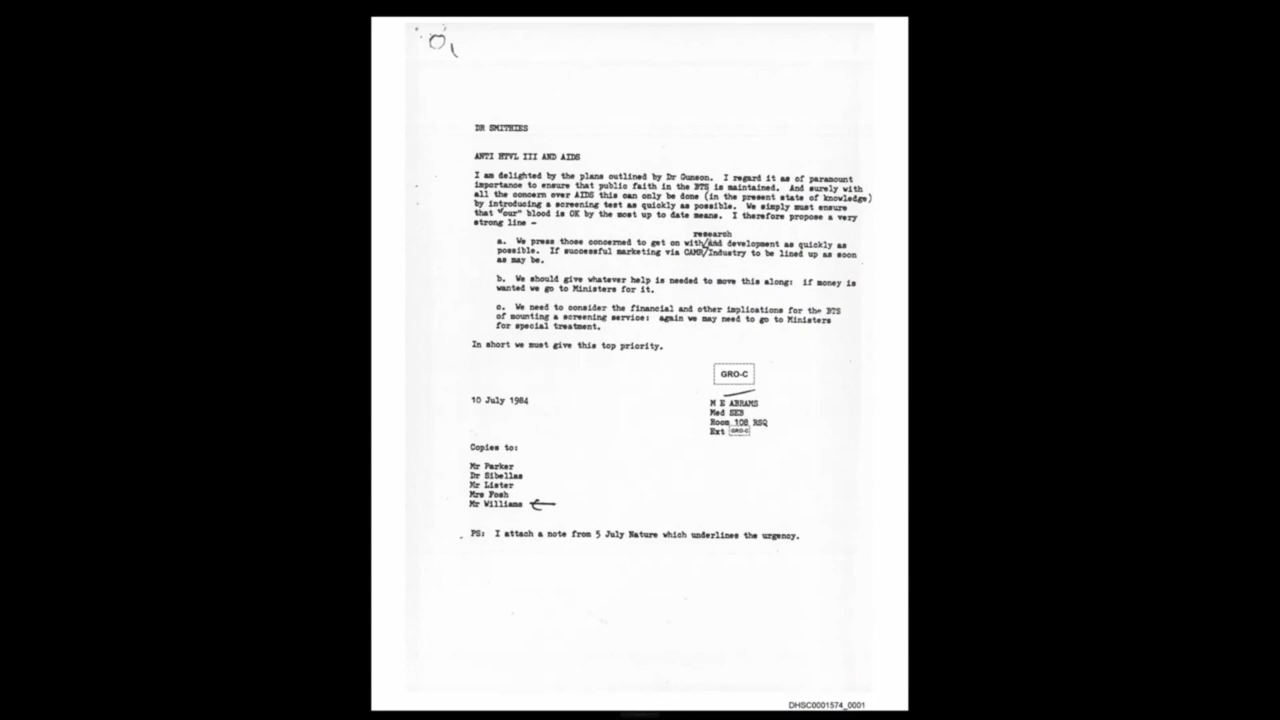 DR SMITHIES
ANTI HTVL III AND AIDS
I am delighted by the plans outlined by Dr Gunson. I regard it as of paramount
importance to ensure that public faith in the BTS is maintained. And surely with
all the concern over AIDS this can only be done (in the present state of knowledge)
by introducing a screening test as quickly as possible. We simply must ensure
that "our" blood is OK by the most up to date means. I therefore propose a very
strong line -
research
a. We press those concerned to get on with/and development as quickly as
possible. If successful marketing via CAMR/Industry to be lined up as soon
as may be.
b. We should give whatever help is needed to move this along: if money is
wanted we go to Ministers for it.
c. We need to consider the financial and other implications for the BTS
of mounting a screening service: again we may need to go to Ministers
for special treatment.
In short we must give this top priority.
GRO-C
10 July 1984
M E ABRAMS
Med SEB
Room 108 RSQ
Ext GRO-C
Copies to:
Mr Parker
Dr Sibellas
Mr Lister
Mrs Fosh
Mr Williams
PS: I attach a note from 5 July Nature which underlines the urgency.
DHSC0001574_0001